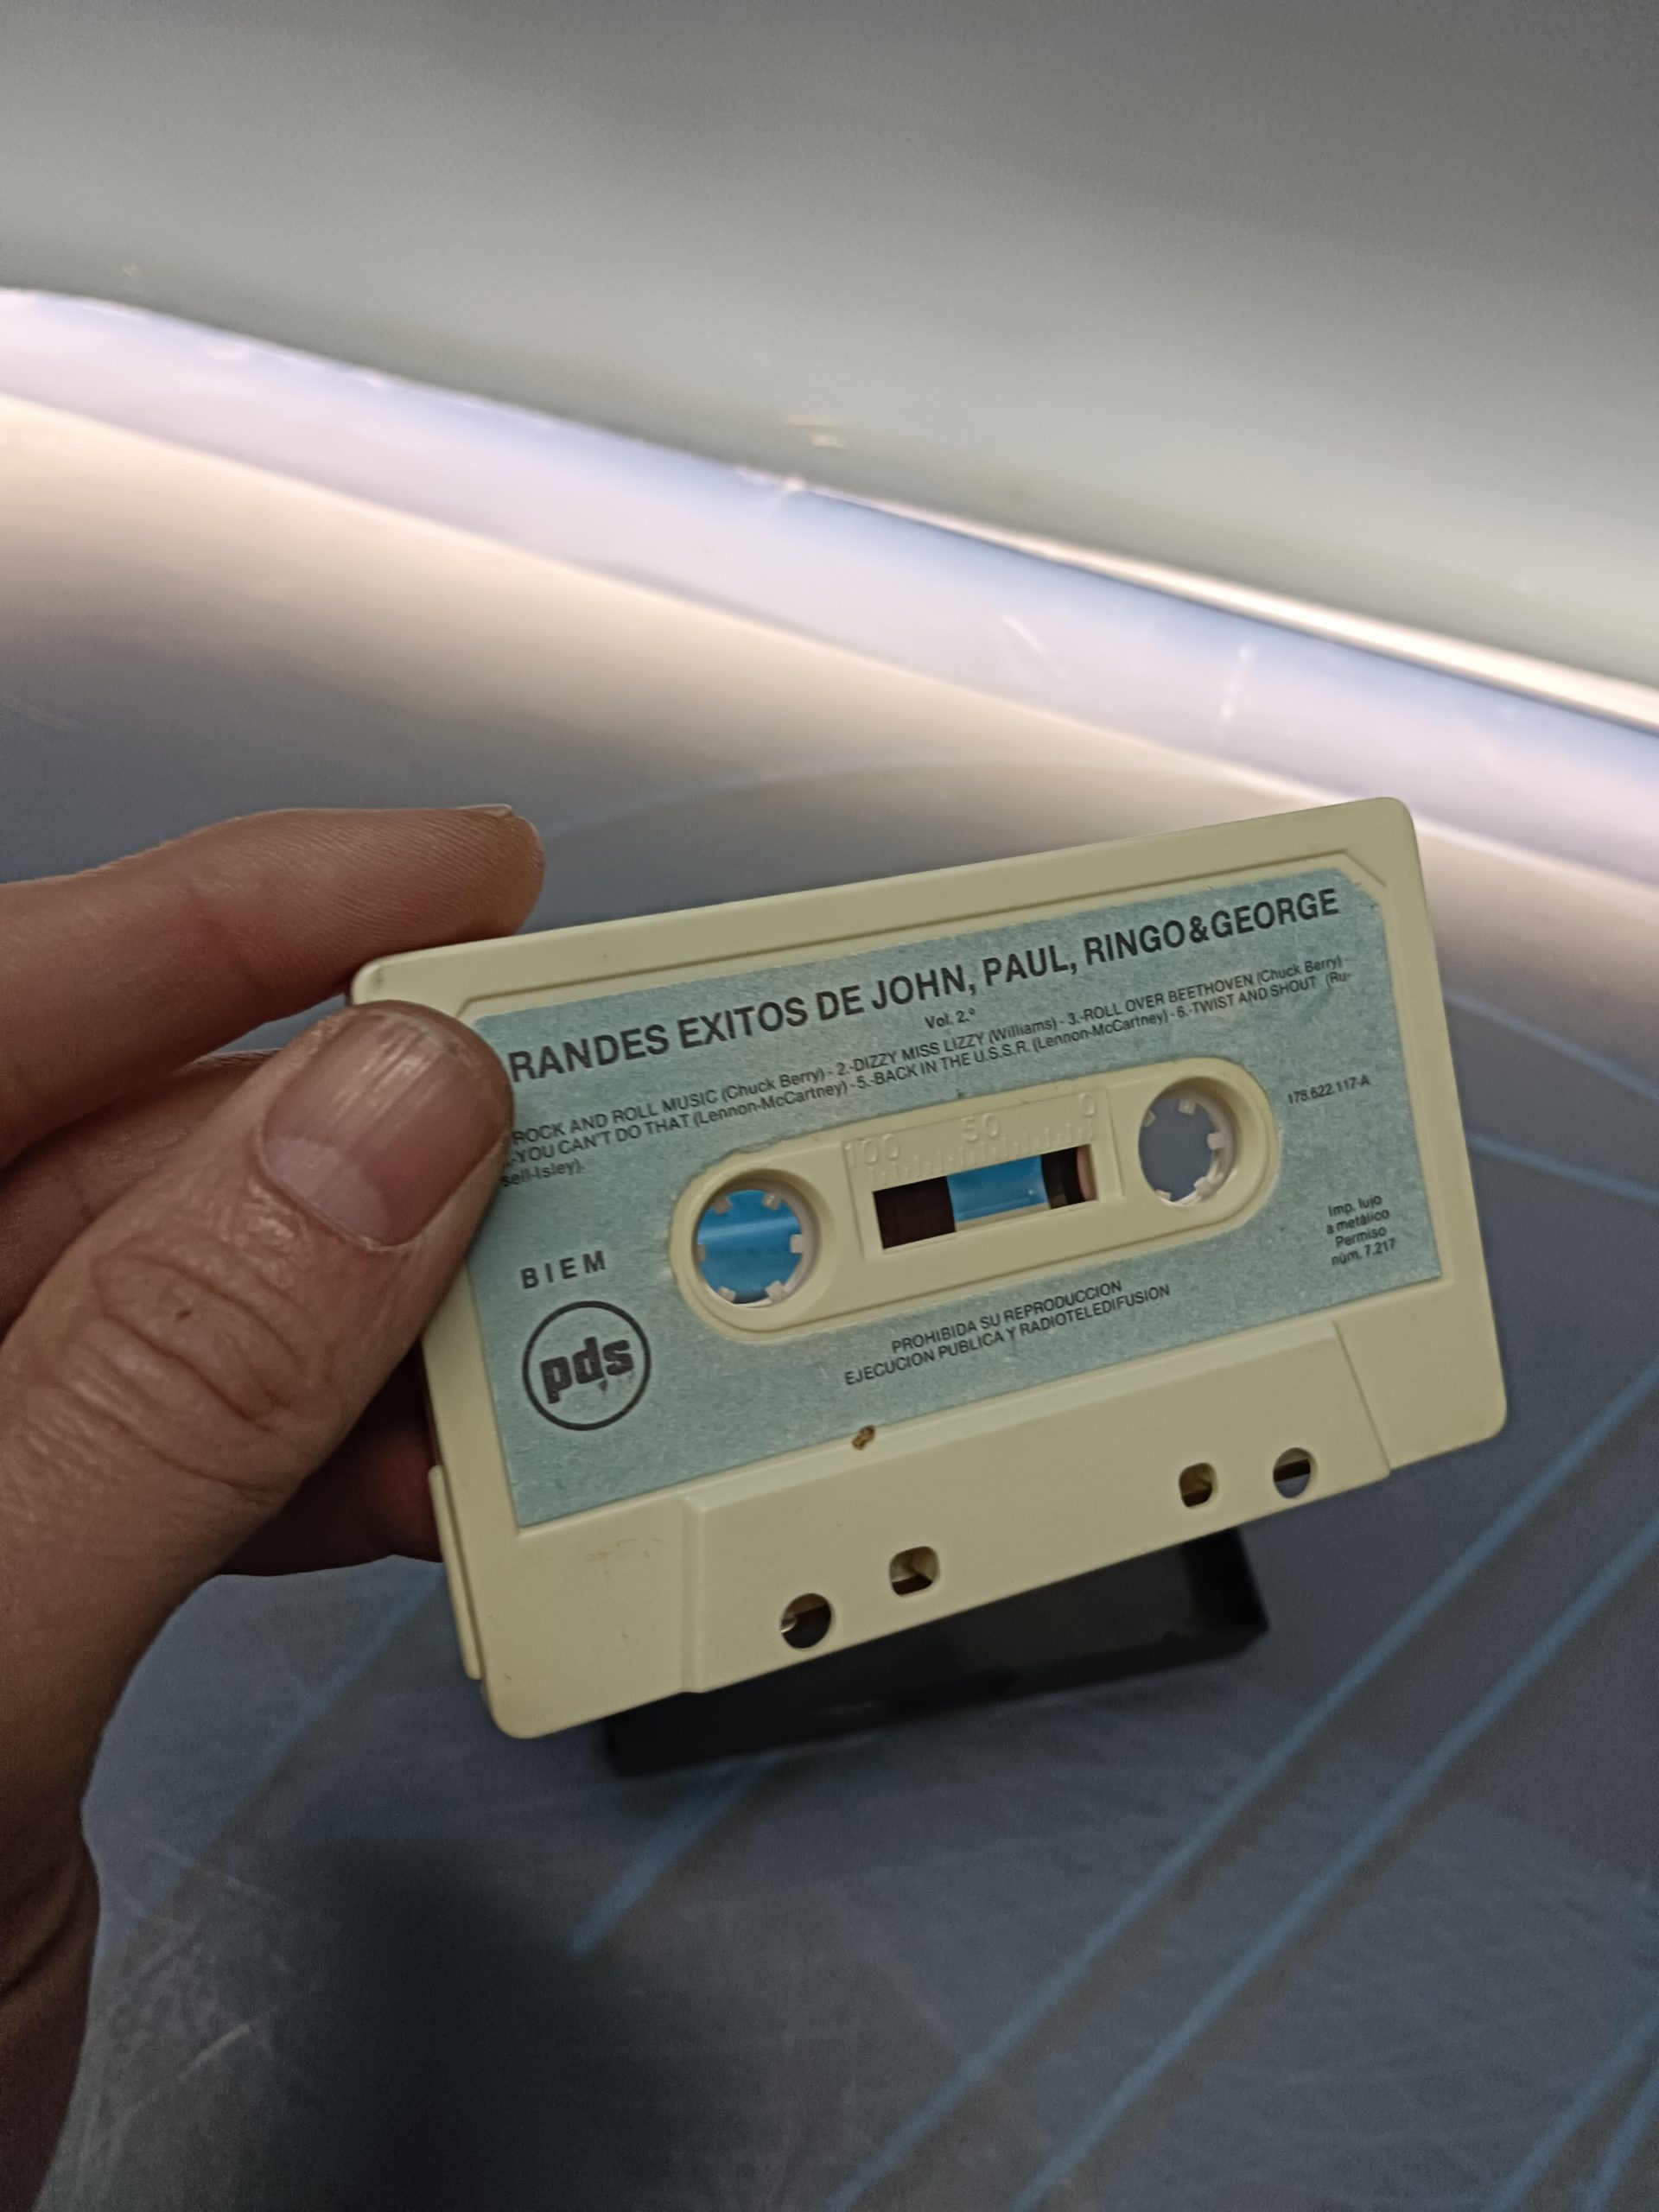 RANDES EXITOS DE JOHN, PAUL, RINGO & GEORGE
Vol. 2.º
ROCK AND ROLL MUSIC (Chuck Berry) - 2.-DIZZY MISS LIZZY (Williams) - 3.-ROLL OVER BEETHOVEN (Chuck Berry) -
.-YOU CAN'T DO THAT (Lennon-McCartney) - 5.-BACK IN THE U.S.S.R. (Lennon-McCartney) - 6.-TWIST AND SHOUT (Ru-
sell-Isley).
178.622.117-A
100 50 0
BIEM
pds
Imp. lujo
a metálico
Permiso
núm. 7.217
PROHIBIDA SU REPRODUCCION
EJECUCION PUBLICA Y RADIOTELEDIFUSION